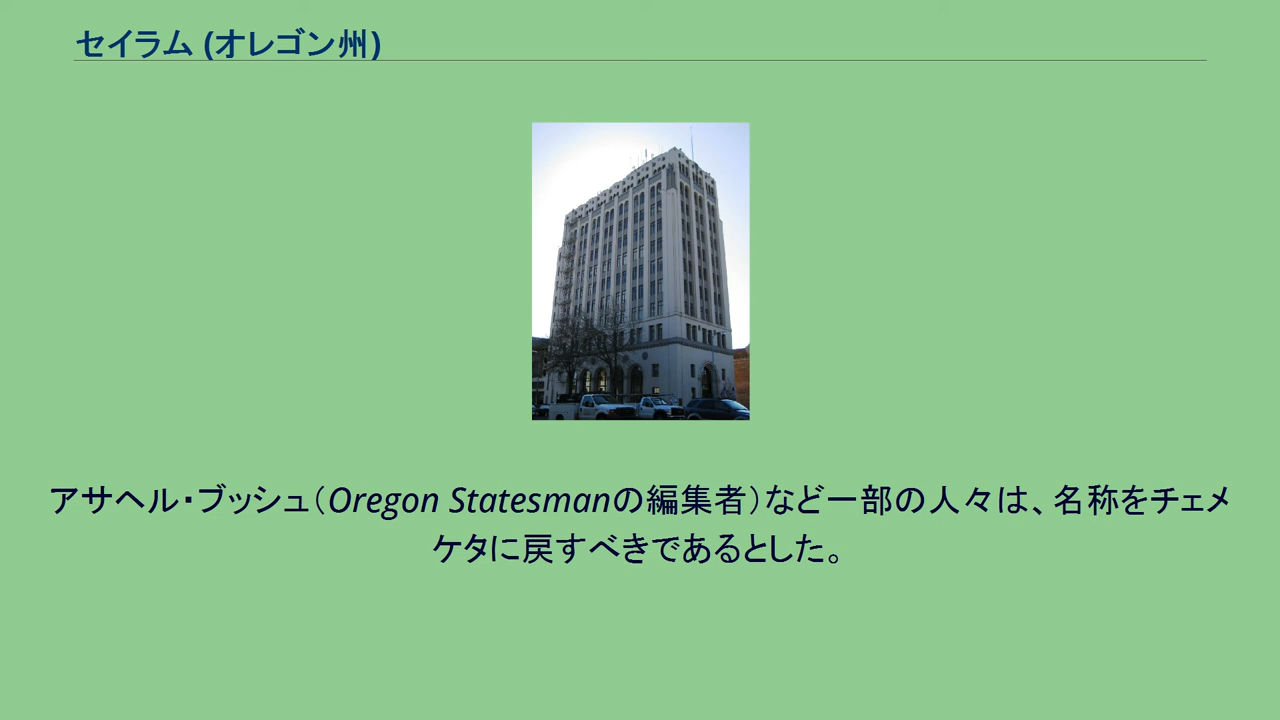 セイラム (オレゴン州)
アサヘル・ブッシュ（Oregon Statesmanの編集者）など一部の人々は、名称をチェメ
ケタに戻すべきであるとした。